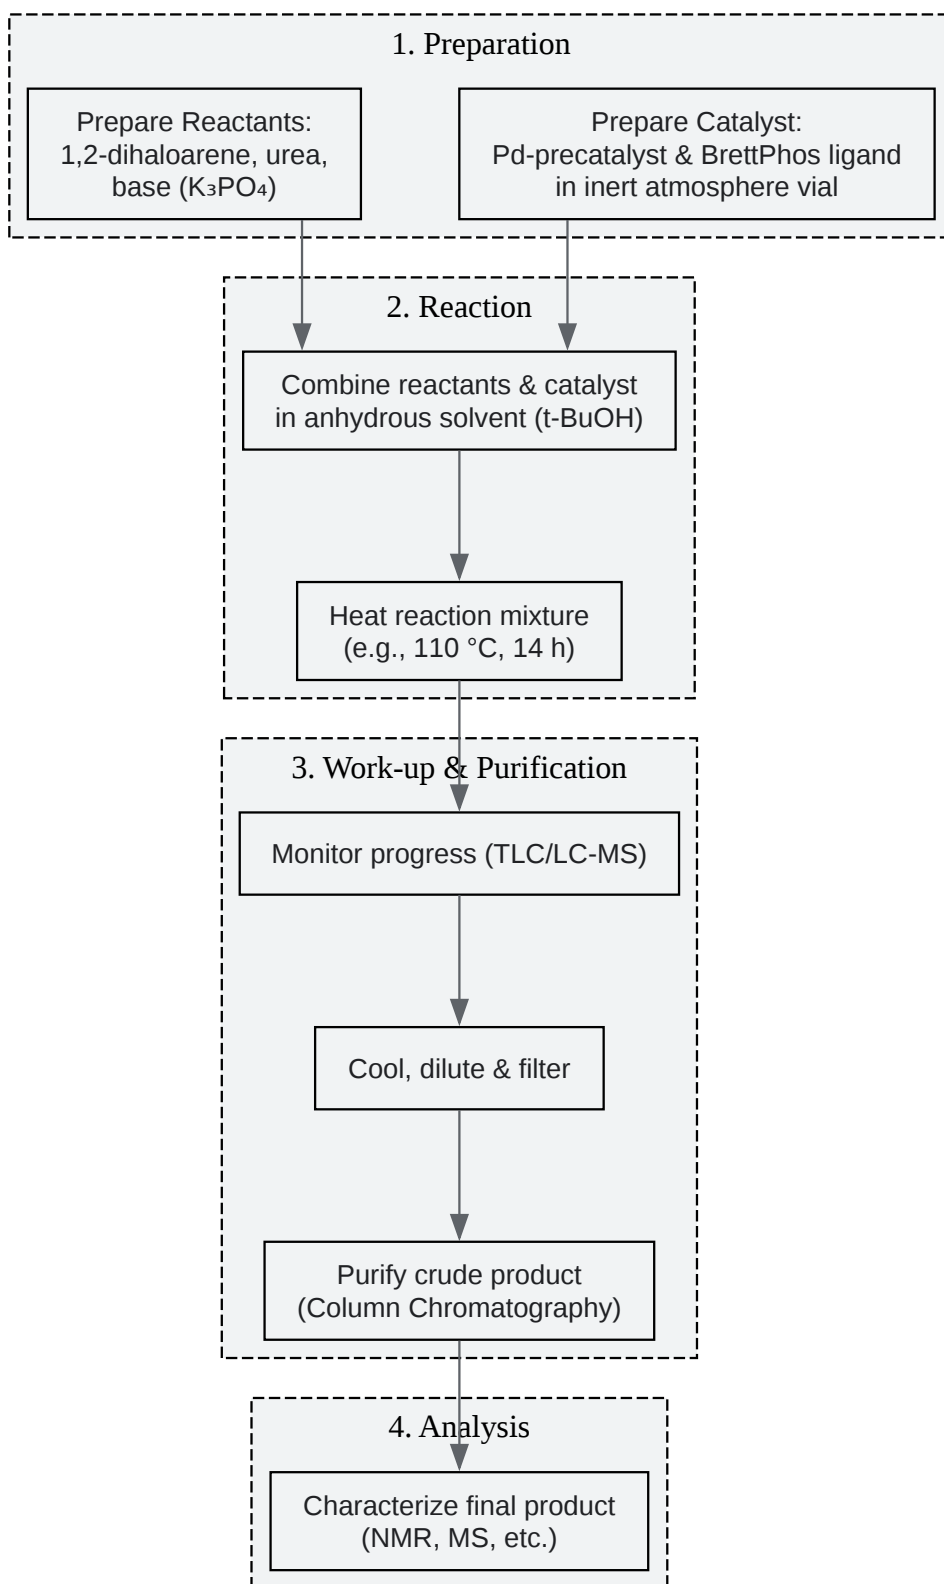 1. Preparation
Prepare Reactants:
1,2-dihaloarene, urea,
base (K₃PO₄)
Prepare Catalyst:
Pd-precatalyst & BrettPhos ligand
in inert atmosphere vial
2. Reaction
Combine reactants & catalyst
in anhydrous solvent (t-BuOH)
Heat reaction mixture
(e.g., 110 °C, 14 h)
3. Work-up & Purification
Monitor progress (TLC/LC-MS)
Cool, dilute & filter
Purify crude product
(Column Chromatography)
4. Analysis
Characterize final product
(NMR, MS, etc.)